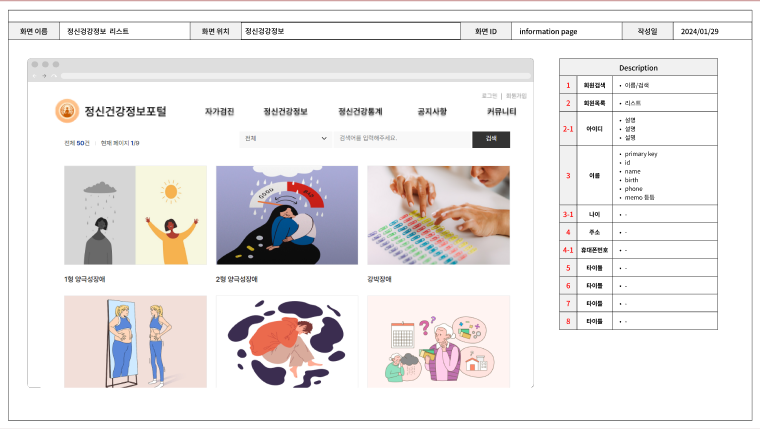 화면 이름 정신경강정보 리스트 화면 위치 정신건강정보 화면 ID information page 작성일 2024/01/29
로그인 | 회원가입
정신건강정보포털 자가검진 정신건강정보 정신건강통계 공지사항 커뮤니티
전체 50건 | 현재 페이지 1/9 전체 검색어를 입력해주세요. 검색
GOOD
1형 양극성장애 2형 양극성장애 강박장애
Description
1 회원검색 • 이름/검색
2 회원목록 • 리스트
2-1 아이디 • 설명
• 설명
• 설명
3 이름 • primary key
• id
• name
• birth
• phone
• memo 등등
3-1 나이 • -
4 주소 • -
4-1 휴대폰번호 • -
5 타이틀 • -
6 타이틀 • -
7 타이틀 • -
8 타이틀 • -